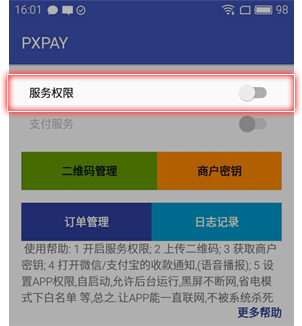 16:01 98
PXPAY
服务权限
支付服务
二维码管理 商户密钥
订单管理 日志记录
使用帮助: 1 开启服务权限; 2 上传二维码; 3 获取商户
密钥; 4 打开微信/支付宝的收款通知,(语音播报); 5 设
置APP权限,自启动,允许后台运行,黑屏不断网,省电模
式下白名单 等,总之.让APP能一直联网,不被系统杀死
更多帮助